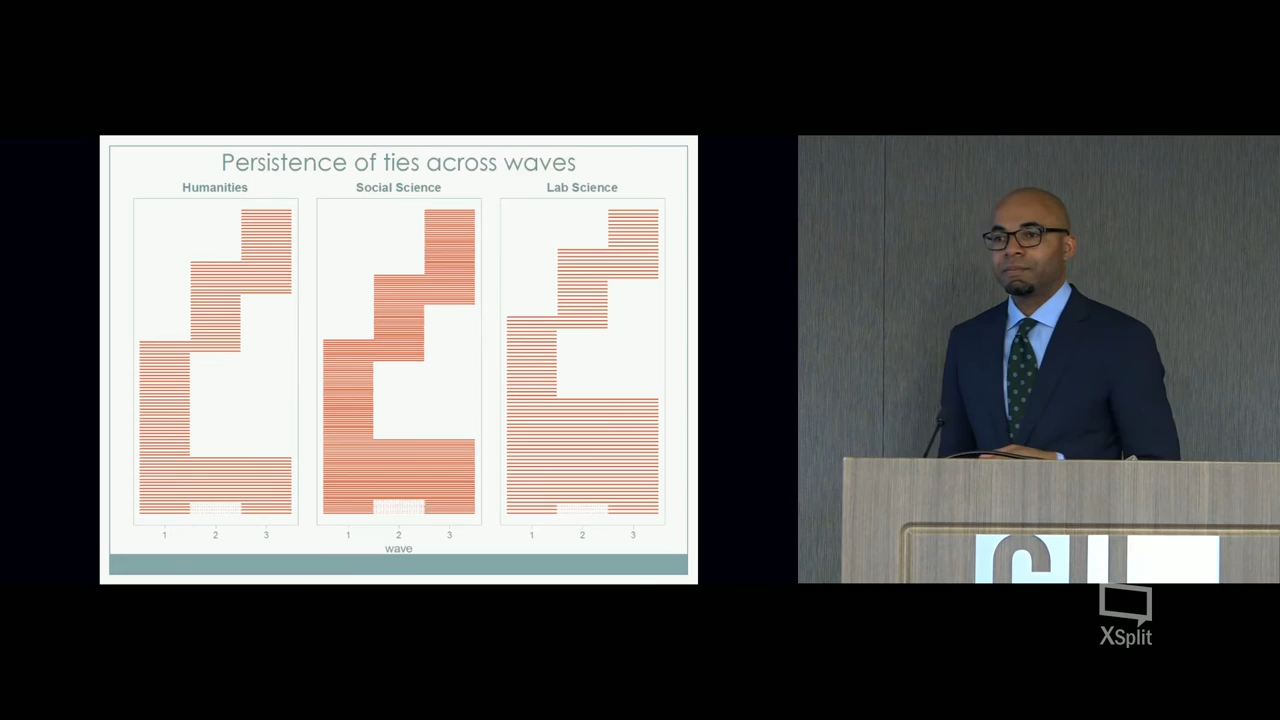 Persistence of ties across waves
Humanities
Social Science
Lab Science
1 2 3
1 2 3
1 2 3
wave
XSplit